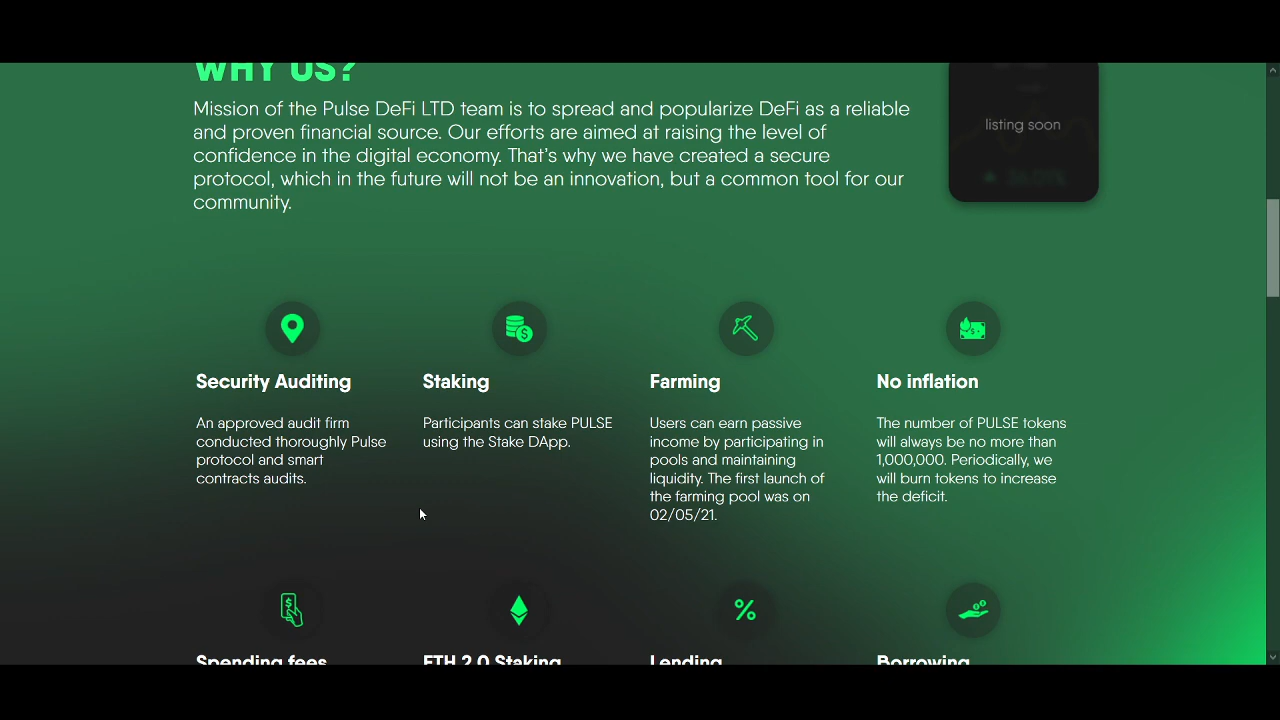 WHY US?
Mission of the Pulse DeFi LTD team is to spread and popularize DeFi as a reliable
and proven financial source. Our efforts are aimed at raising the level of
confidence in the digital economy. That's why we have created a secure
protocol, which in the future will not be an innovation, but a common tool for our
community.
listing soon
Security Auditing
An approved audit firm
conducted thoroughly Pulse
protocol and smart
contracts audits.
Staking
Participants can stake PULSE
using the Stake DApp.
Farming
Users can earn passive
income by participating in
pools and maintaining
liquidity. The first launch of
the farming pool was on
02/05/21.
No inflation
The number of PULSE tokens
will always be no more than
1,000,000. Periodically, we
will burn tokens to increase
the deficit.
Spending fees
ETH 2.0 Staking
Lending
Borrowing